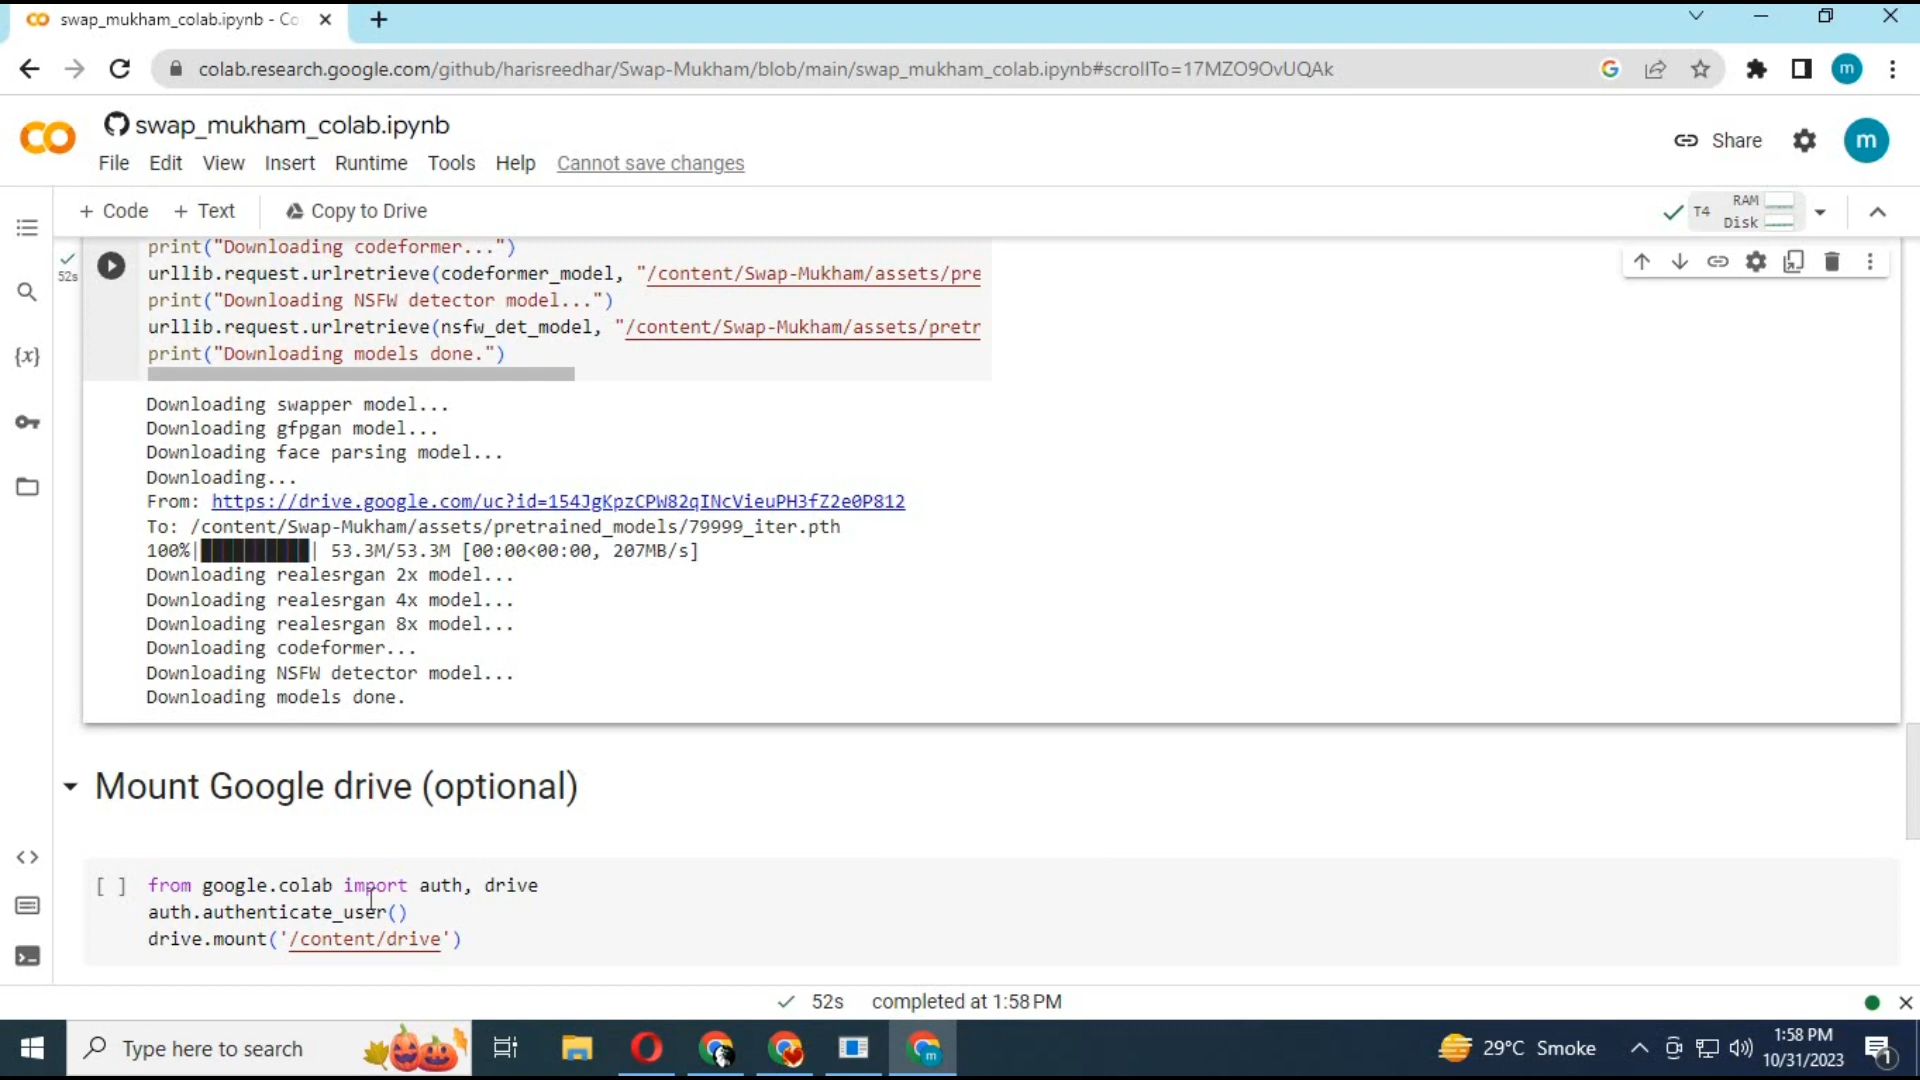 swap_mukham_colab.ipynb - Co
colab.research.google.com/github/harisreedhar/Swap-Mukham/blob/main/swap_mukham_colab.ipynb#scrollTo=17MZO9OvUQAk
m
swap_mukham_colab.ipynb
Share
m
File Edit View Insert Runtime Tools Help Cannot save changes
+ Code + Text Copy to Drive
T4 RAM
Disk
52s
print("Downloading codeformer...")
urllib.request.urlretrieve(codeformer_model, "/content/Swap-Mukham/assets/pre
print("Downloading NSFW detector model...")
urllib.request.urlretrieve(nsfw_det_model, "/content/Swap-Mukham/assets/pretr
print("Downloading models done.")
Downloading swapper model...
Downloading gfpgan model...
Downloading face parsing model...
Downloading...
From: https://drive.google.com/uc?id=154JgKpzCPW82qINcVieuPH3fZ2e0P812
To: /content/Swap-Mukham/assets/pretrained_models/79999_iter.pth
100%|██████████| 53.3M/53.3M [00:00<00:00, 207MB/s]
Downloading realesrgan 2x model...
Downloading realesrgan 4x model...
Downloading realesrgan 8x model...
Downloading codeformer...
Downloading NSFW detector model...
Downloading models done.
Mount Google drive (optional)
[ ] from google.colab import auth, drive
auth.authenticate_user()
drive.mount('/content/drive')
52s completed at 1:58 PM
Type here to search
m
29°C Smoke
1:58 PM
10/31/2023
1